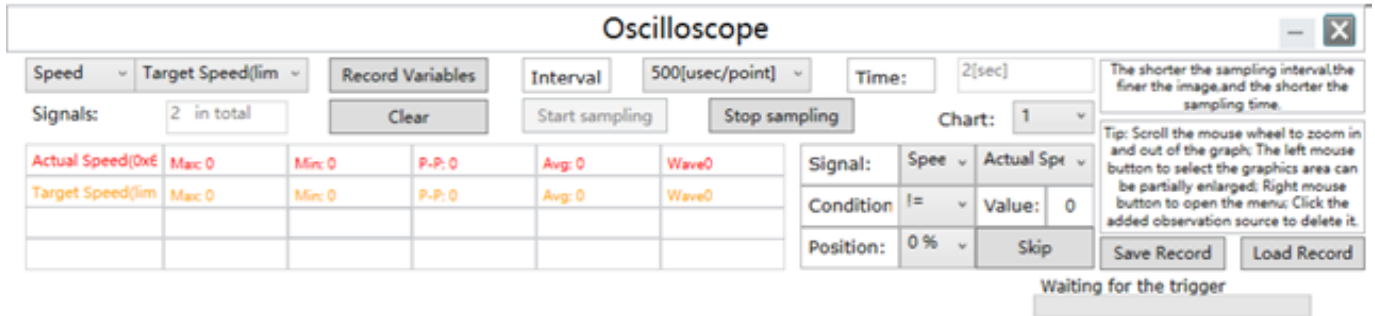 Oscilloscope
Speed Target Speed(lim Record Variables Interval 500[usec/point] Time: 2[sec]
The shorter the sampling interval,the
finer the image,and the shorter the
sampling time.
Signals: 2 in total Clear Start sampling Stop sampling Chart: 1
Tip: Scroll the mouse wheel to zoom in
and out of the graph; The left mouse
button to select the graphics area can
be partially enlarged; Right mouse
button to open the menu; Click the
added observation source to delete it.
Actual Speed(0x6 Max: 0 Min: 0 P-P: 0 Avg: 0 Wave0
Target Speed(lim Max: 0 Min: 0 P-P: 0 Avg: 0 Wave0
Signal: Spee Actual Spe
Condition != Value: 0
Position: 0 % Skip
Save Record Load Record
Waiting for the trigger